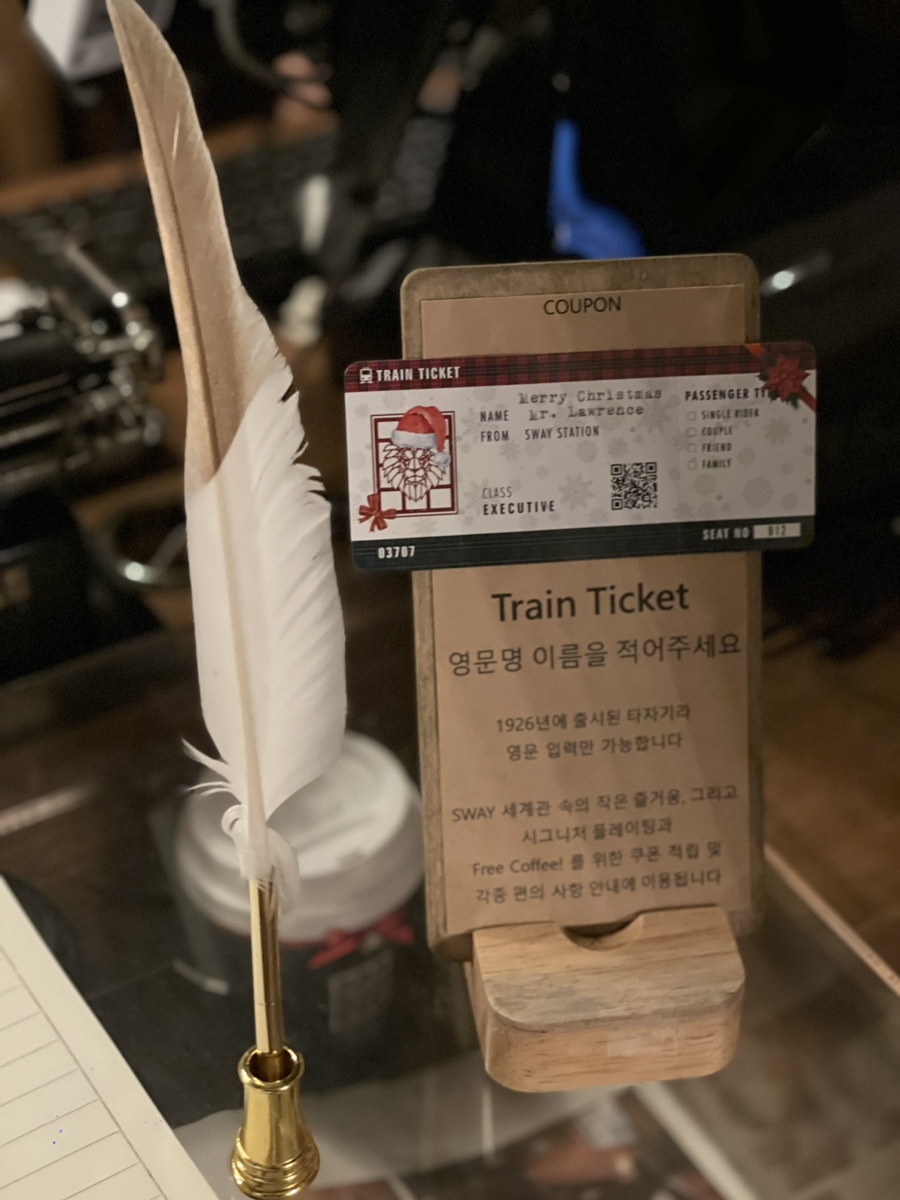 COUPON
TRAIN TICKET
Merry Christmas
NAME Mr. Lawrence
FROM SWAY STATION
CLASS
EXECUTIVE
PASSENGER
SINGLE RIDER
COUPLE
FRIEND
FAMILY
03707
SEAT NO B12
Train Ticket
영문명 이름을 적어주세요
1926년에 출시된 타자기라
영문 입력만 가능합니다
SWAY 세계관 속의 작은 즐거움, 그리고
시그니처 플레이팅과
Free Coffee! 를 위한 쿠폰 적립 및
각종 편의 사항 안내에 이용됩니다